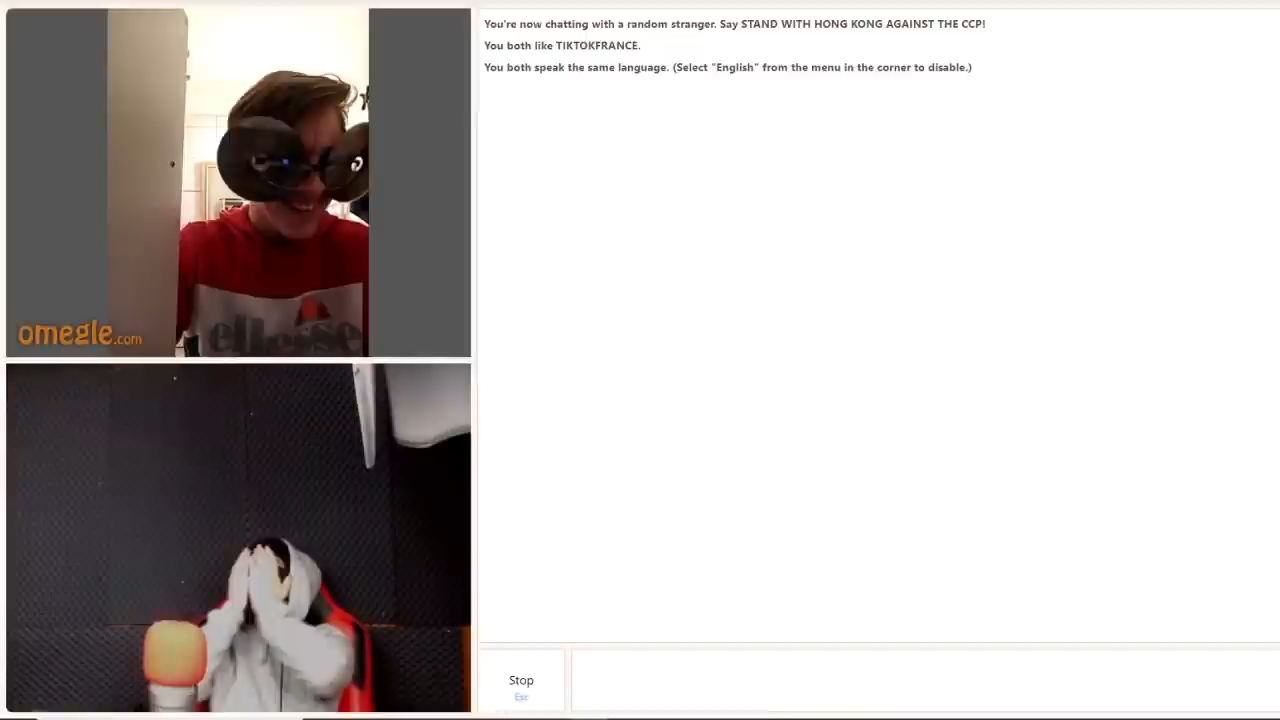 You're now chatting with a random stranger. Say STAND WITH HONG KONG AGAINST THE CCP!
You both like TIKTOKFRANCE.
You both speak the same language. (Select "English" from the menu in the corner to disable.)
omegle.com
ellesse
Stop
Esc